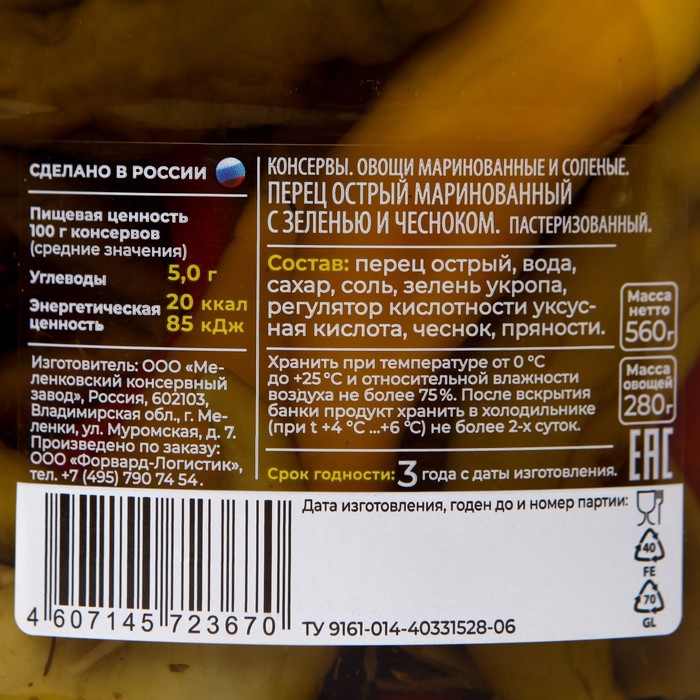 СДЕЛАНО В РОССИИ
Пищевая ценность
100 г консервов
(средние значения)
Углеводы 5,0 г
Энергетическая 20 ккал
ценность 85 кДж
Изготовитель: ООО «Ме-
ленковский консервный
завод», Россия, 602103,
Владимирская обл., г. Ме-
ленки, ул. Муромская, д. 7.
Произведено по заказу:
ООО «Форвард-Логистик»,
тел. +7 (495) 790 74 54.
КОНСЕРВЫ. ОВОЩИ МАРИНОВАННЫЕ И СОЛЕНЫЕ.
ПЕРЕЦ ОСТРЫЙ МАРИНОВАННЫЙ
С ЗЕЛЕНЬЮ И ЧЕСНОКОМ. ПАСТЕРИЗОВАННЫЙ.
Состав: перец острый, вода,
сахар, соль, зелень укропа,
регулятор кислотности уксус-
ная кислота, чеснок, пряности.
Хранить при температуре от 0 °С
до +25 °С и относительной влажности
воздуха не более 75 %. После вскрытия
банки продукт хранить в холодильнике
(при t +4 °С ...+6 °С) не более 2-х суток.
Срок годности: 3 года с даты изготовления.
Масса
нетто
560г
Масса
овощей
280г
ЕАС
Дата изготовления, годен до и номер партии:
40
FE
70
GL
4 607145 723670
ТУ 9161-014-40331528-06